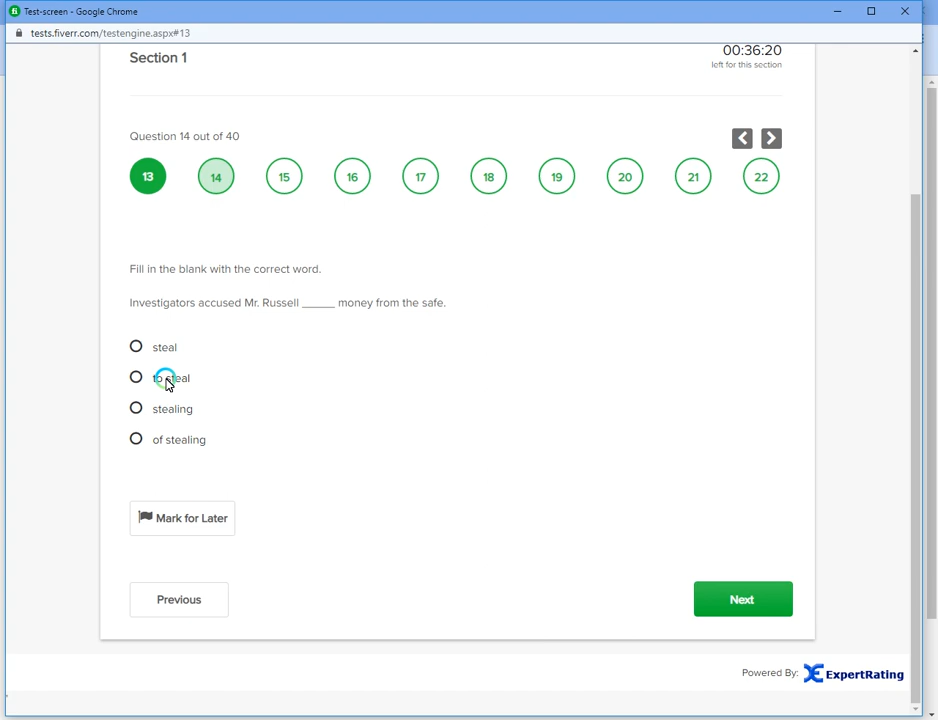 Test-screen - Google Chrome
tests.fiverr.com/testengine.aspx#13
Section 1
00:36:20
left for this section
Question 14 out of 40
13 14 15 16 17 18 19 20 21 22
Fill in the blank with the correct word.
Investigators accused Mr. Russell _____ money from the safe.
steal
to steal
stealing
of stealing
Mark for Later
Previous
Next
Powered By: ExpertRating